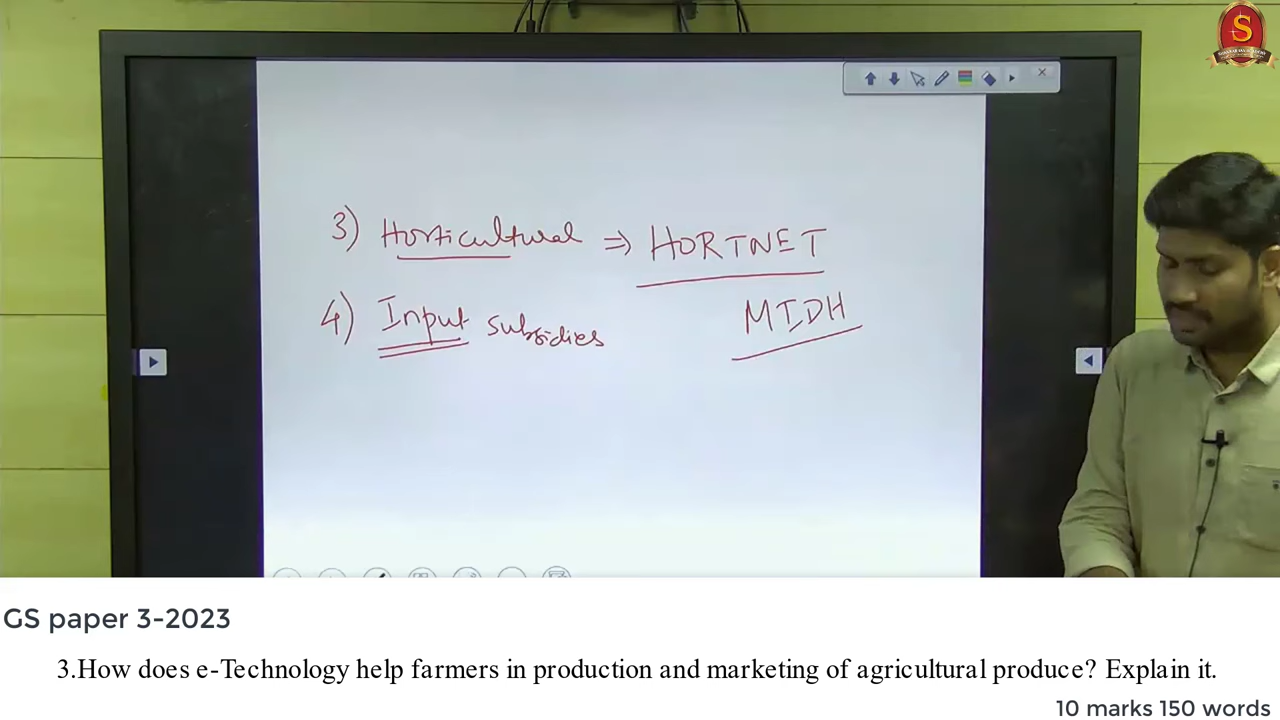 S
3) Horticultural ⇒ HORTNET
4) Input subsidies MIDH
GS paper 3-2023
3.How does e-Technology help farmers in production and marketing of agricultural produce? Explain it.
10 marks 150 words